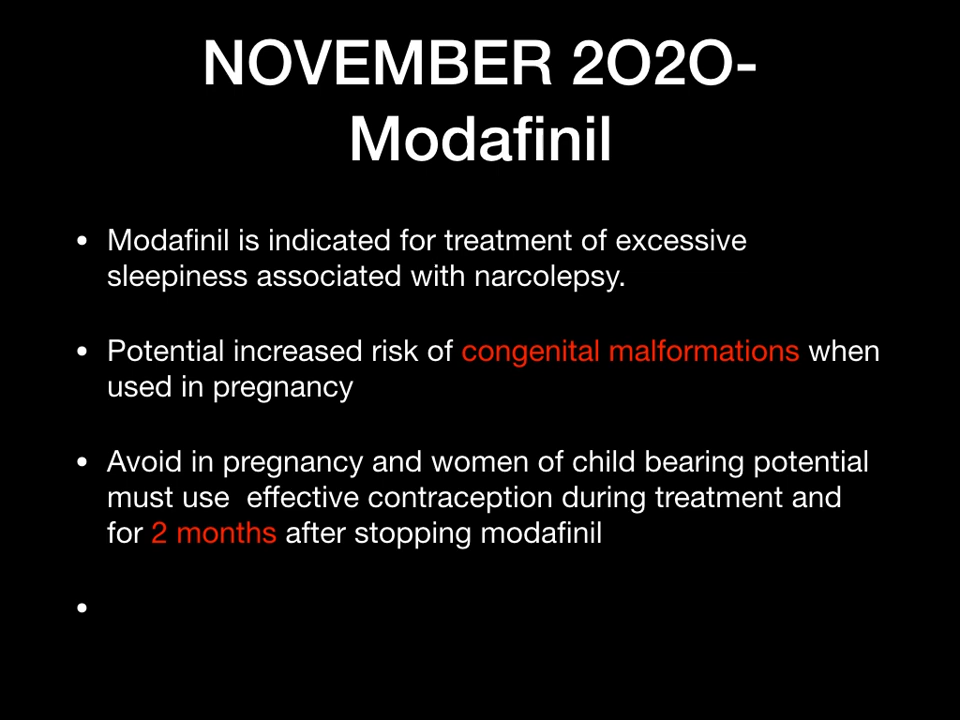 NOVEMBER 2O2O-
Modafinil
• Modafinil is indicated for treatment of excessive
sleepiness associated with narcolepsy.
• Potential increased risk of congenital malformations when
used in pregnancy
• Avoid in pregnancy and women of child bearing potential
must use  effective contraception during treatment and
for 2 months after stopping modafinil
•